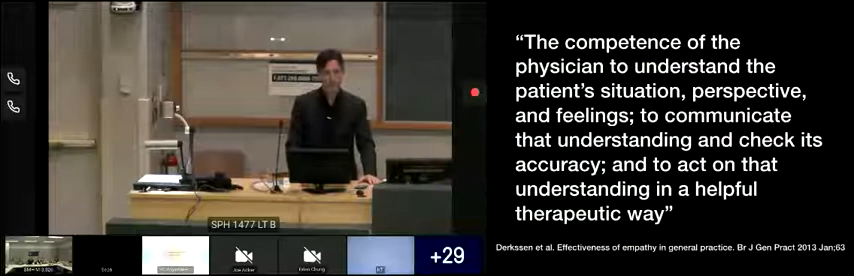 SPH 1477 LT B
+29
“The competence of the
physician to understand the
patient’s situation, perspective,
and feelings; to communicate
that understanding and check its
accuracy; and to act on that
understanding in a helpful
therapeutic way”
Derkssen et al. Effectiveness of empathy in general practice. Br J Gen Pract 2013 Jan;63